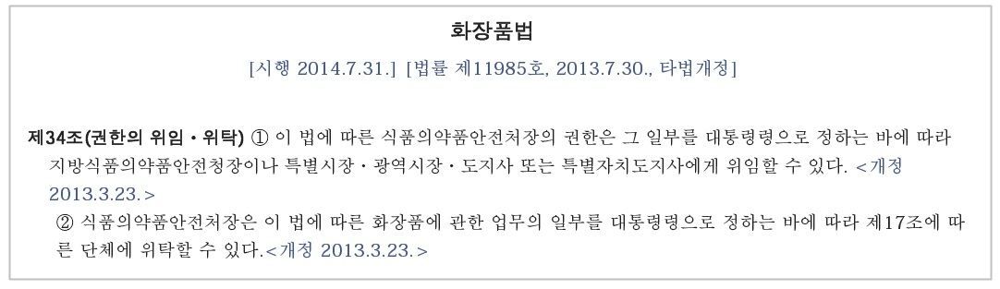 화장품법
[시행 2014.7.31.] [법률 제11985호, 2013.7.30., 타법개정]
제34조(권한의 위임ㆍ위탁) ① 이 법에 따른 식품의약품안전처장의 권한은 그 일부를 대통령령으로 정하는 바에 따라
지방식품의약품안전청장이나 특별시장ㆍ광역시장ㆍ도지사 또는 특별자치도지사에게 위임할 수 있다. <개정
2013.3.23.>
② 식품의약품안전처장은 이 법에 따른 화장품에 관한 업무의 일부를 대통령령으로 정하는 바에 따라 제17조에 따
른 단체에 위탁할 수 있다.<개정 2013.3.23.>